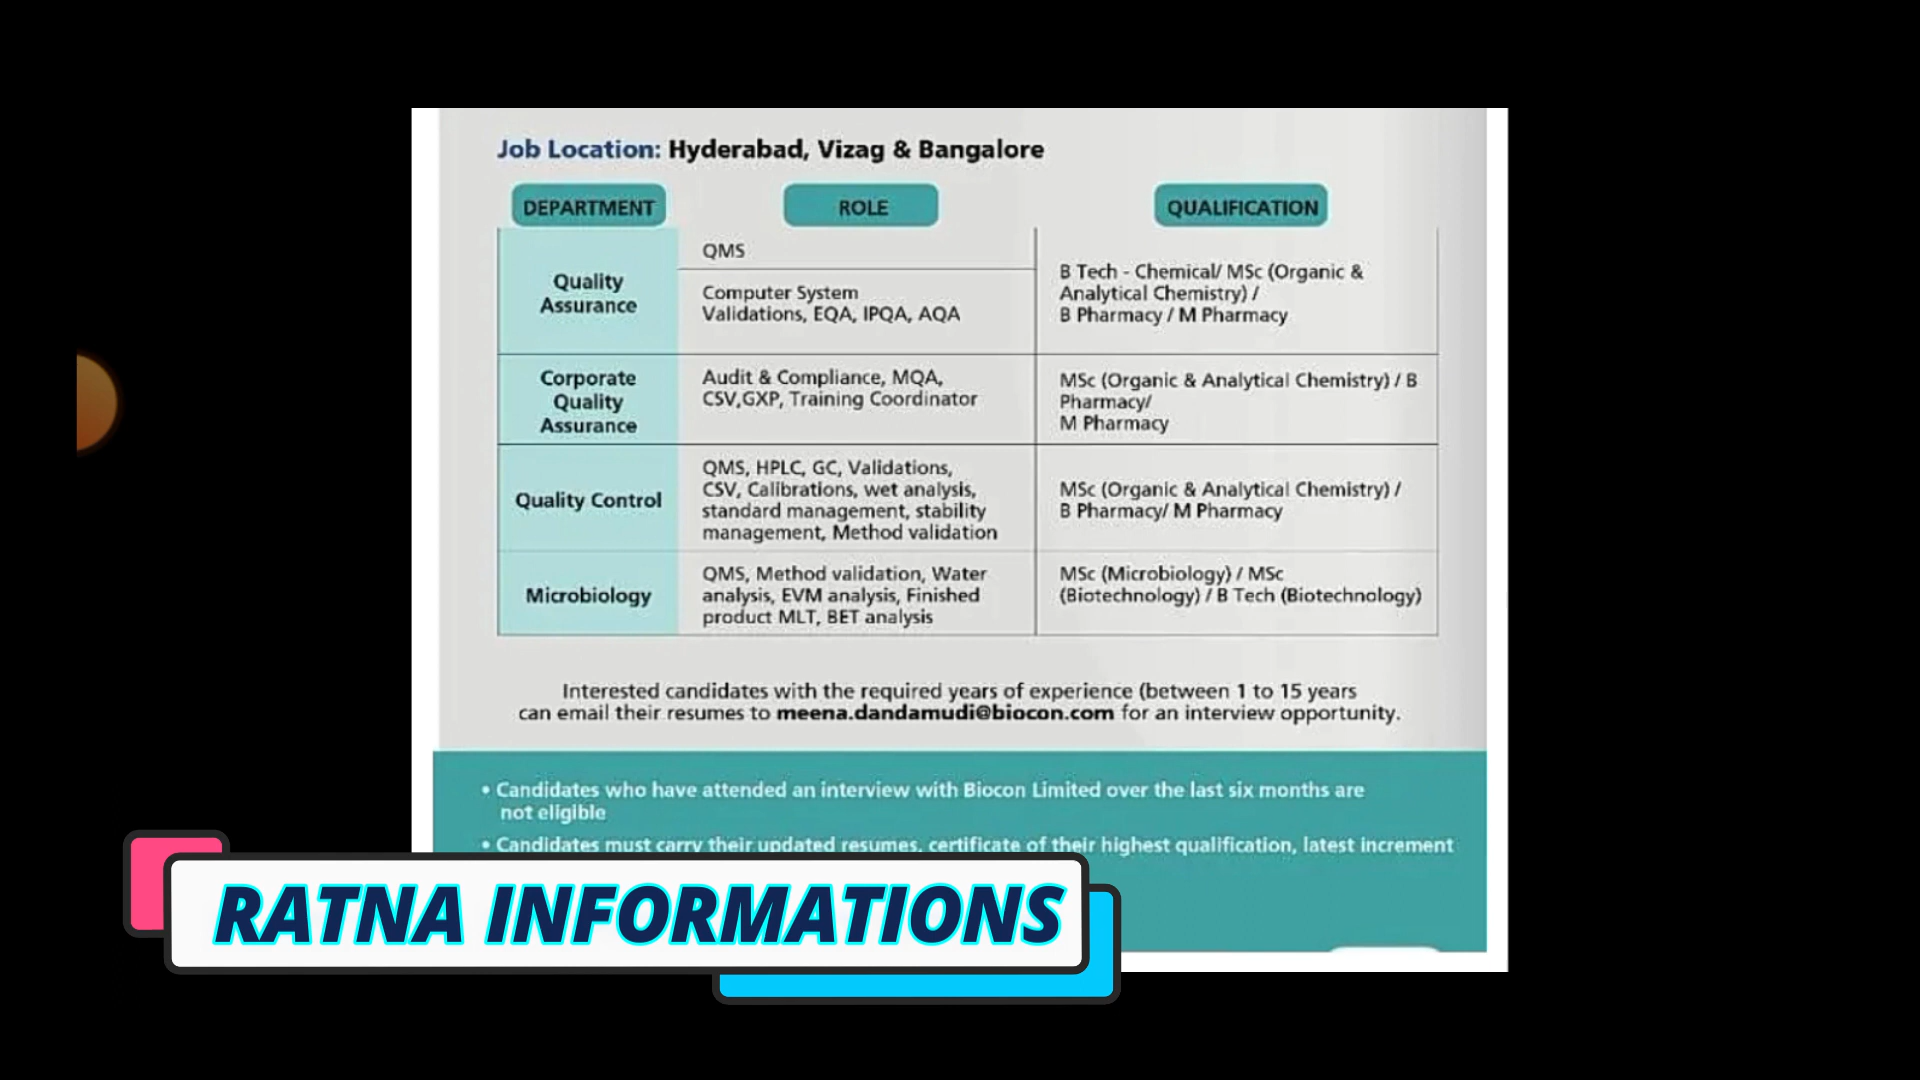 Job Location: Hyderabad, Vizag & Bangalore
DEPARTMENT
ROLE
QUALIFICATION
Quality
Assurance
QMS
Computer System
Validations, EQA, IPQA, AQA
B Tech - Chemical/ MSc (Organic &
Analytical Chemistry) /
B Pharmacy / M Pharmacy
Corporate
Quality
Assurance
Audit & Compliance, MQA,
CSV,GXP, Training Coordinator
MSc (Organic & Analytical Chemistry) / B
Pharmacy/
M Pharmacy
Quality Control
QMS, HPLC, GC, Validations,
CSV, Calibrations, wet analysis,
standard management, stability
management, Method validation
MSc (Organic & Analytical Chemistry) /
B Pharmacy/ M Pharmacy
Microbiology
QMS, Method validation, Water
analysis, EVM analysis, Finished
product MLT, BET analysis
MSc (Microbiology) / MSc
(Biotechnology) / B Tech (Biotechnology)
Interested candidates with the required years of experience (between 1 to 15 years
can email their resumes to meena.dandamudi@biocon.com for an interview opportunity.
• Candidates who have attended an interview with Biocon Limited over the last six months are
not eligible
• Candidates must carry their updated resumes, certificate of their highest qualification, latest increment
RATNA INFORMATIONS